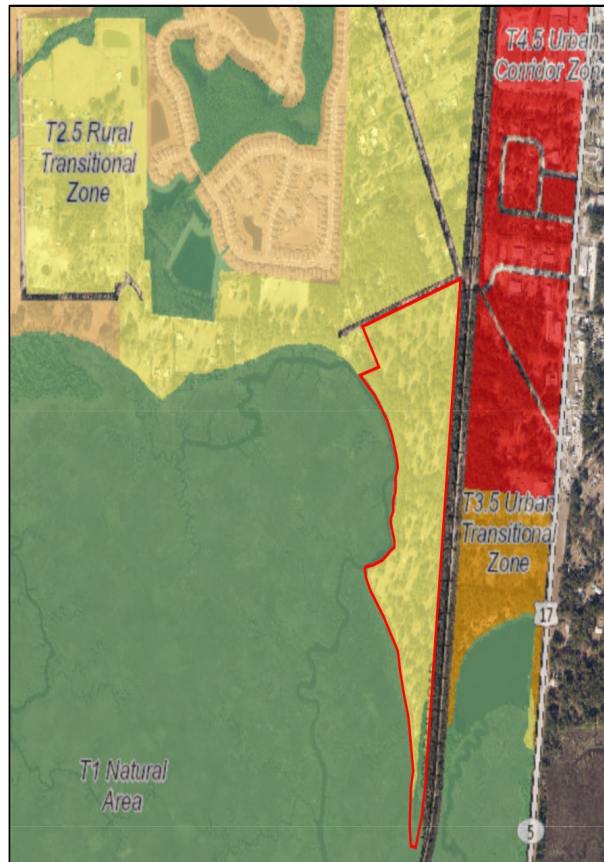 T4.5 Urban
Corridor Zone
T2.5 Rural
Transitional
Zone
T3.5 Urban
Transitional
Zone
17
T1 Natural
Area
5